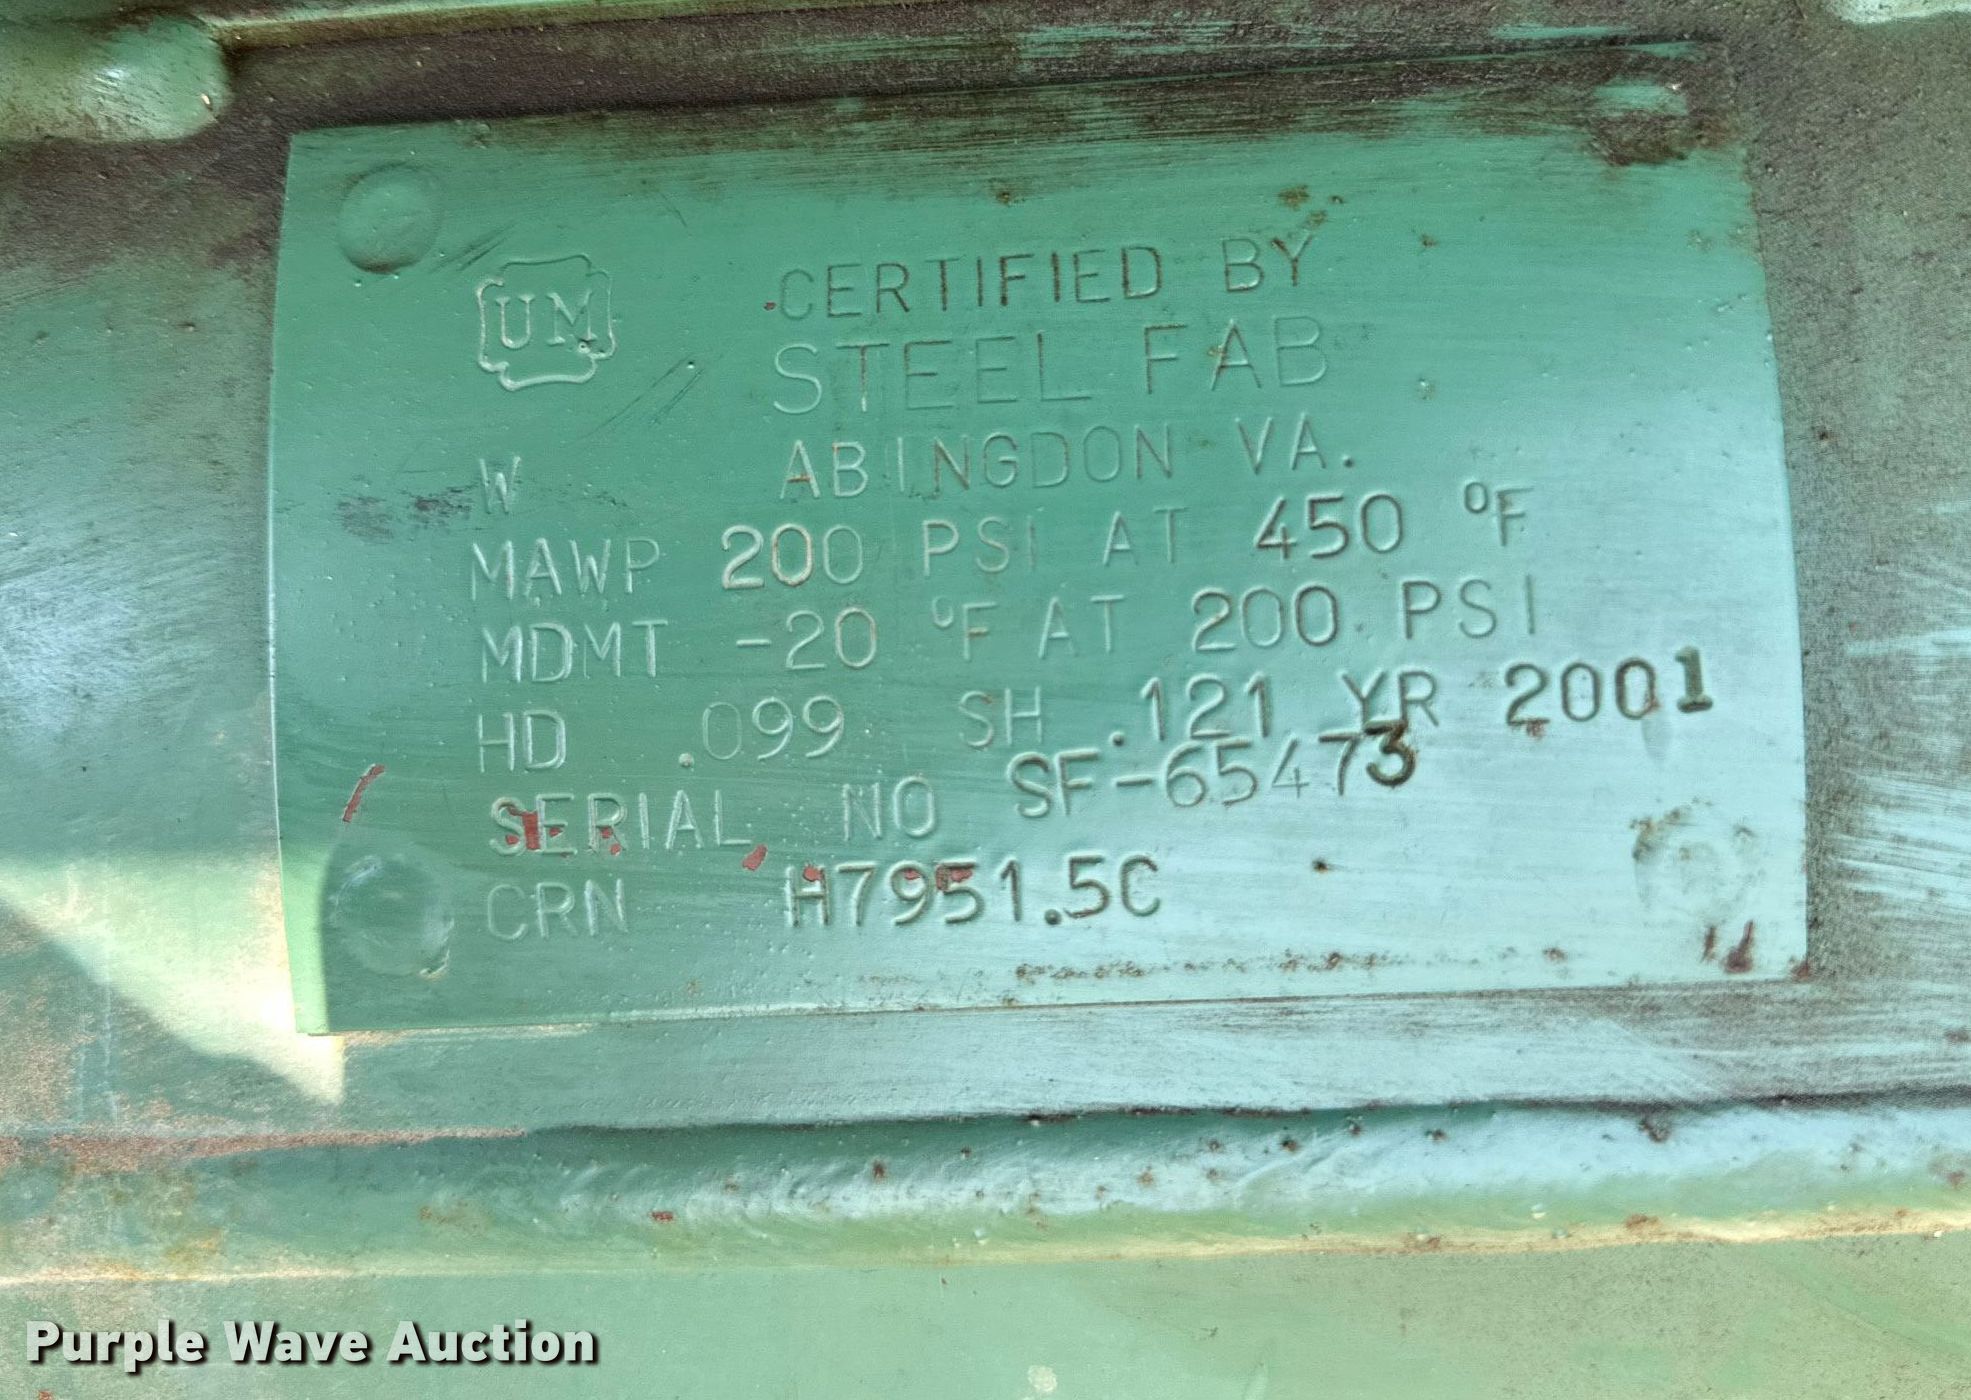 UM
CERTIFIED BY
STEEL FAB
W ABINGDON VA.
MAWP 200 PSI AT 450 °F
MDMT -20 °F AT 200 PSI
HD .099 SH .121 YR 2001
SERIAL NO SF-65473
CRN H7951.5C
Purple Wave Auction